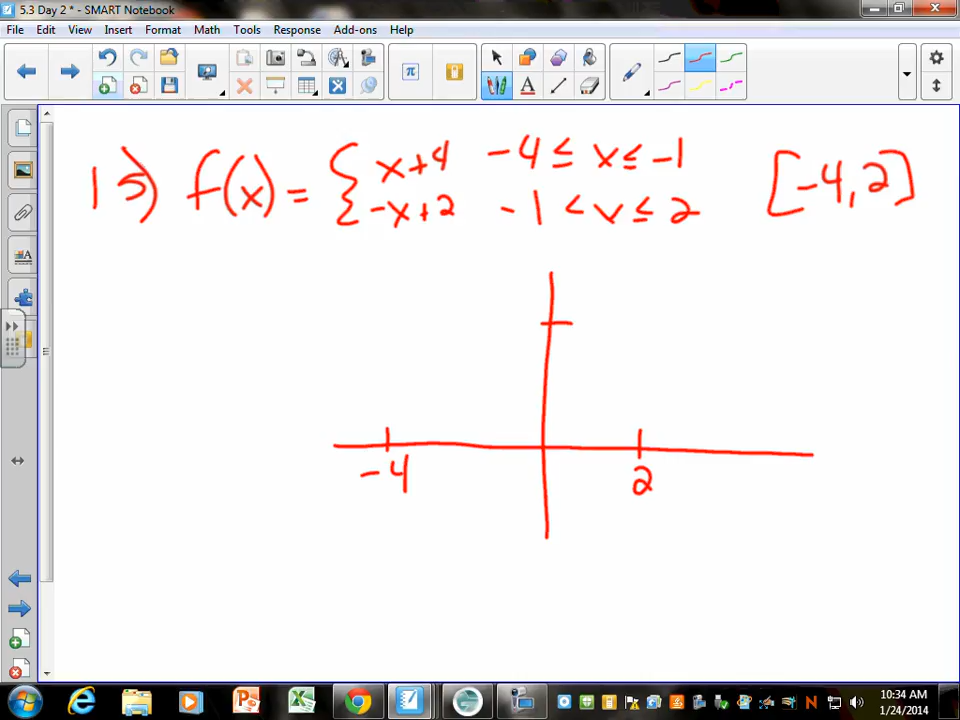 5.3 Day 2 * - SMART Notebook
File Edit View Insert Format Math Tools Response Add-ons Help
15) f(x) = { x+4 -4 ≤ x ≤ -1 [-4,2]
-x+2 -1 < x ≤ 2
-4 2
10:34 AM
1/24/2014